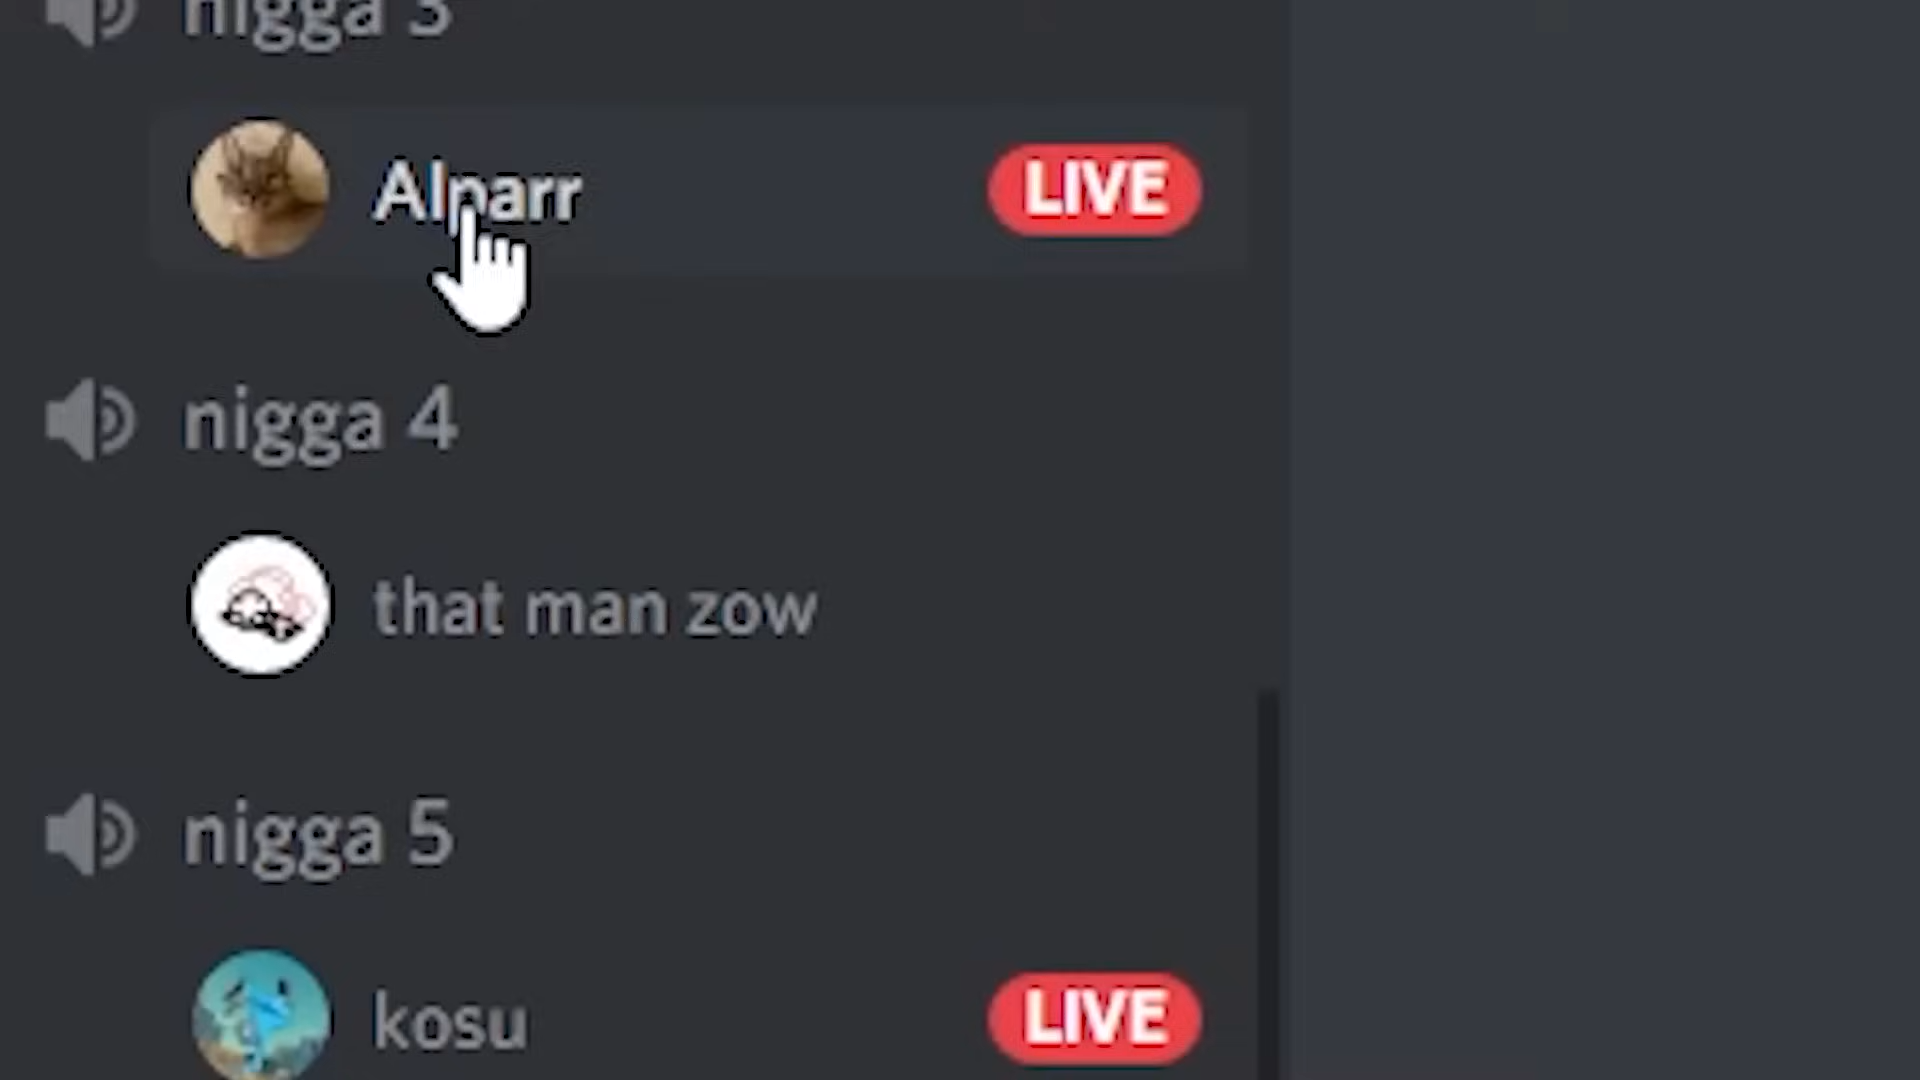 nigga 3
Alparr LIVE
nigga 4
that man zow
nigga 5
kosu LIVE